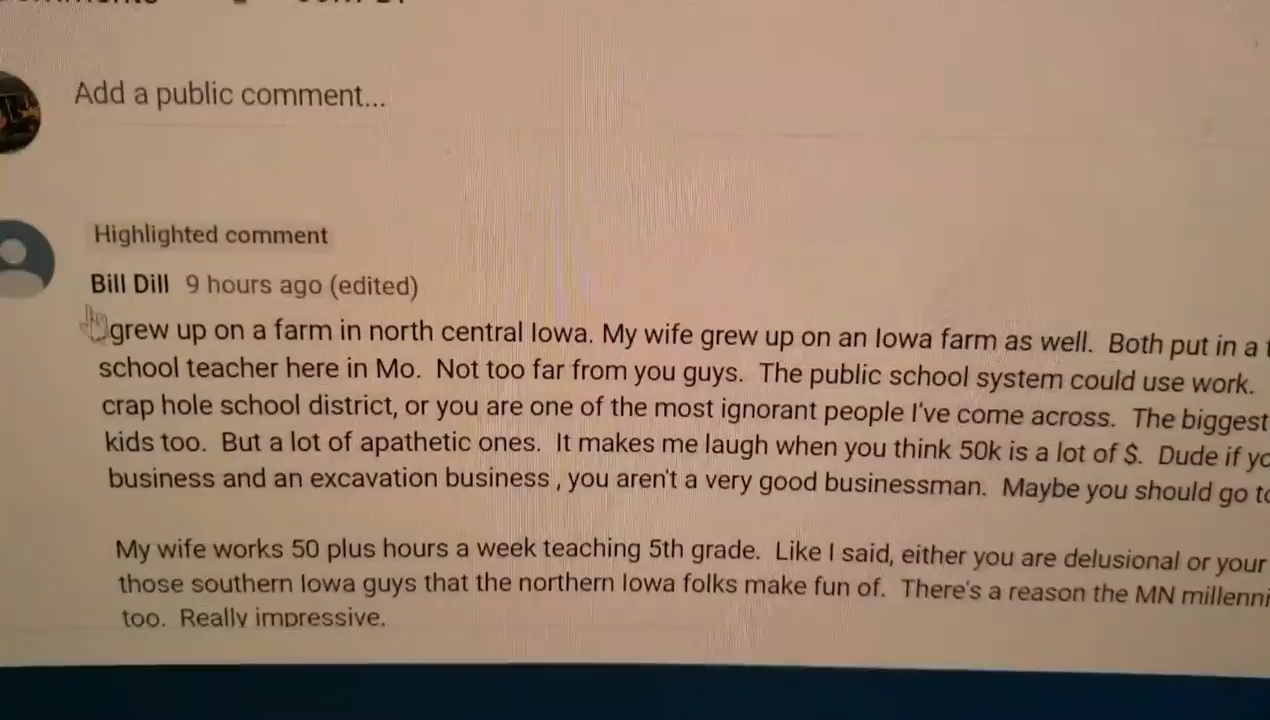 Add a public comment...
Highlighted comment
Bill Dill 9 hours ago (edited)
grew up on a farm in north central Iowa. My wife grew up on an Iowa farm as well. Both put in a
school teacher here in Mo. Not too far from you guys. The public school system could use work.
crap hole school district, or you are one of the most ignorant people I've come across. The biggest
kids too. But a lot of apathetic ones. It makes me laugh when you think 50k is a lot of $. Dude if
business and an excavation business , you aren't a very good businessman. Maybe you should go
My wife works 50 plus hours a week teaching 5th grade. Like I said, either you are delusional or your
those southern Iowa guys that the northern Iowa folks make fun of. There's a reason the MN
too. Really impressive.